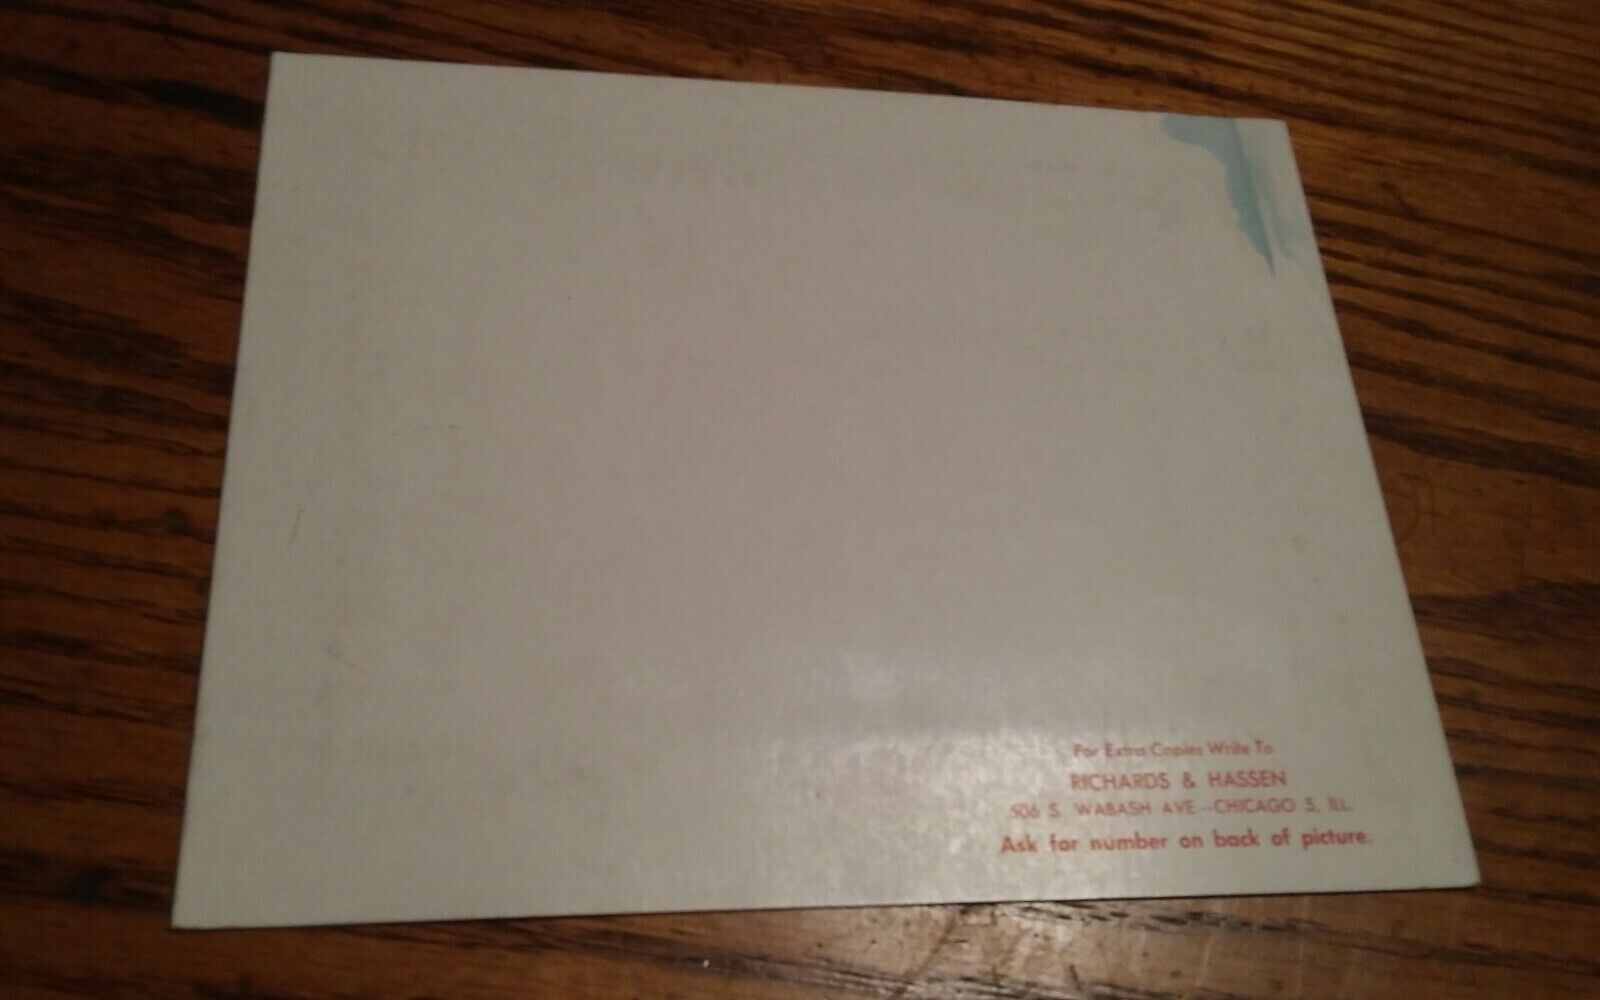 For Extra Copies Write To
RICHARDS & HASSEN
506 S. WABASH AVE.—CHICAGO 5, ILL.
Ask for number on back of picture.